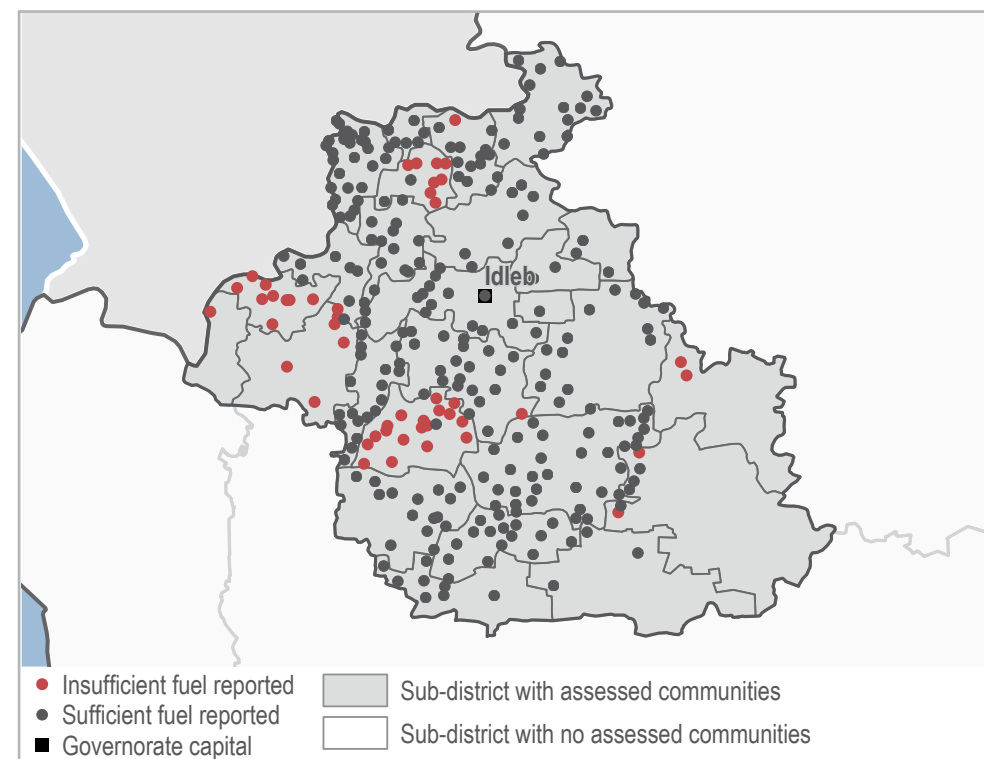 Idleb
Insufficient fuel reported
Sufficient fuel reported
Governorate capital
Sub-district with assessed communities
Sub-district with no assessed communities